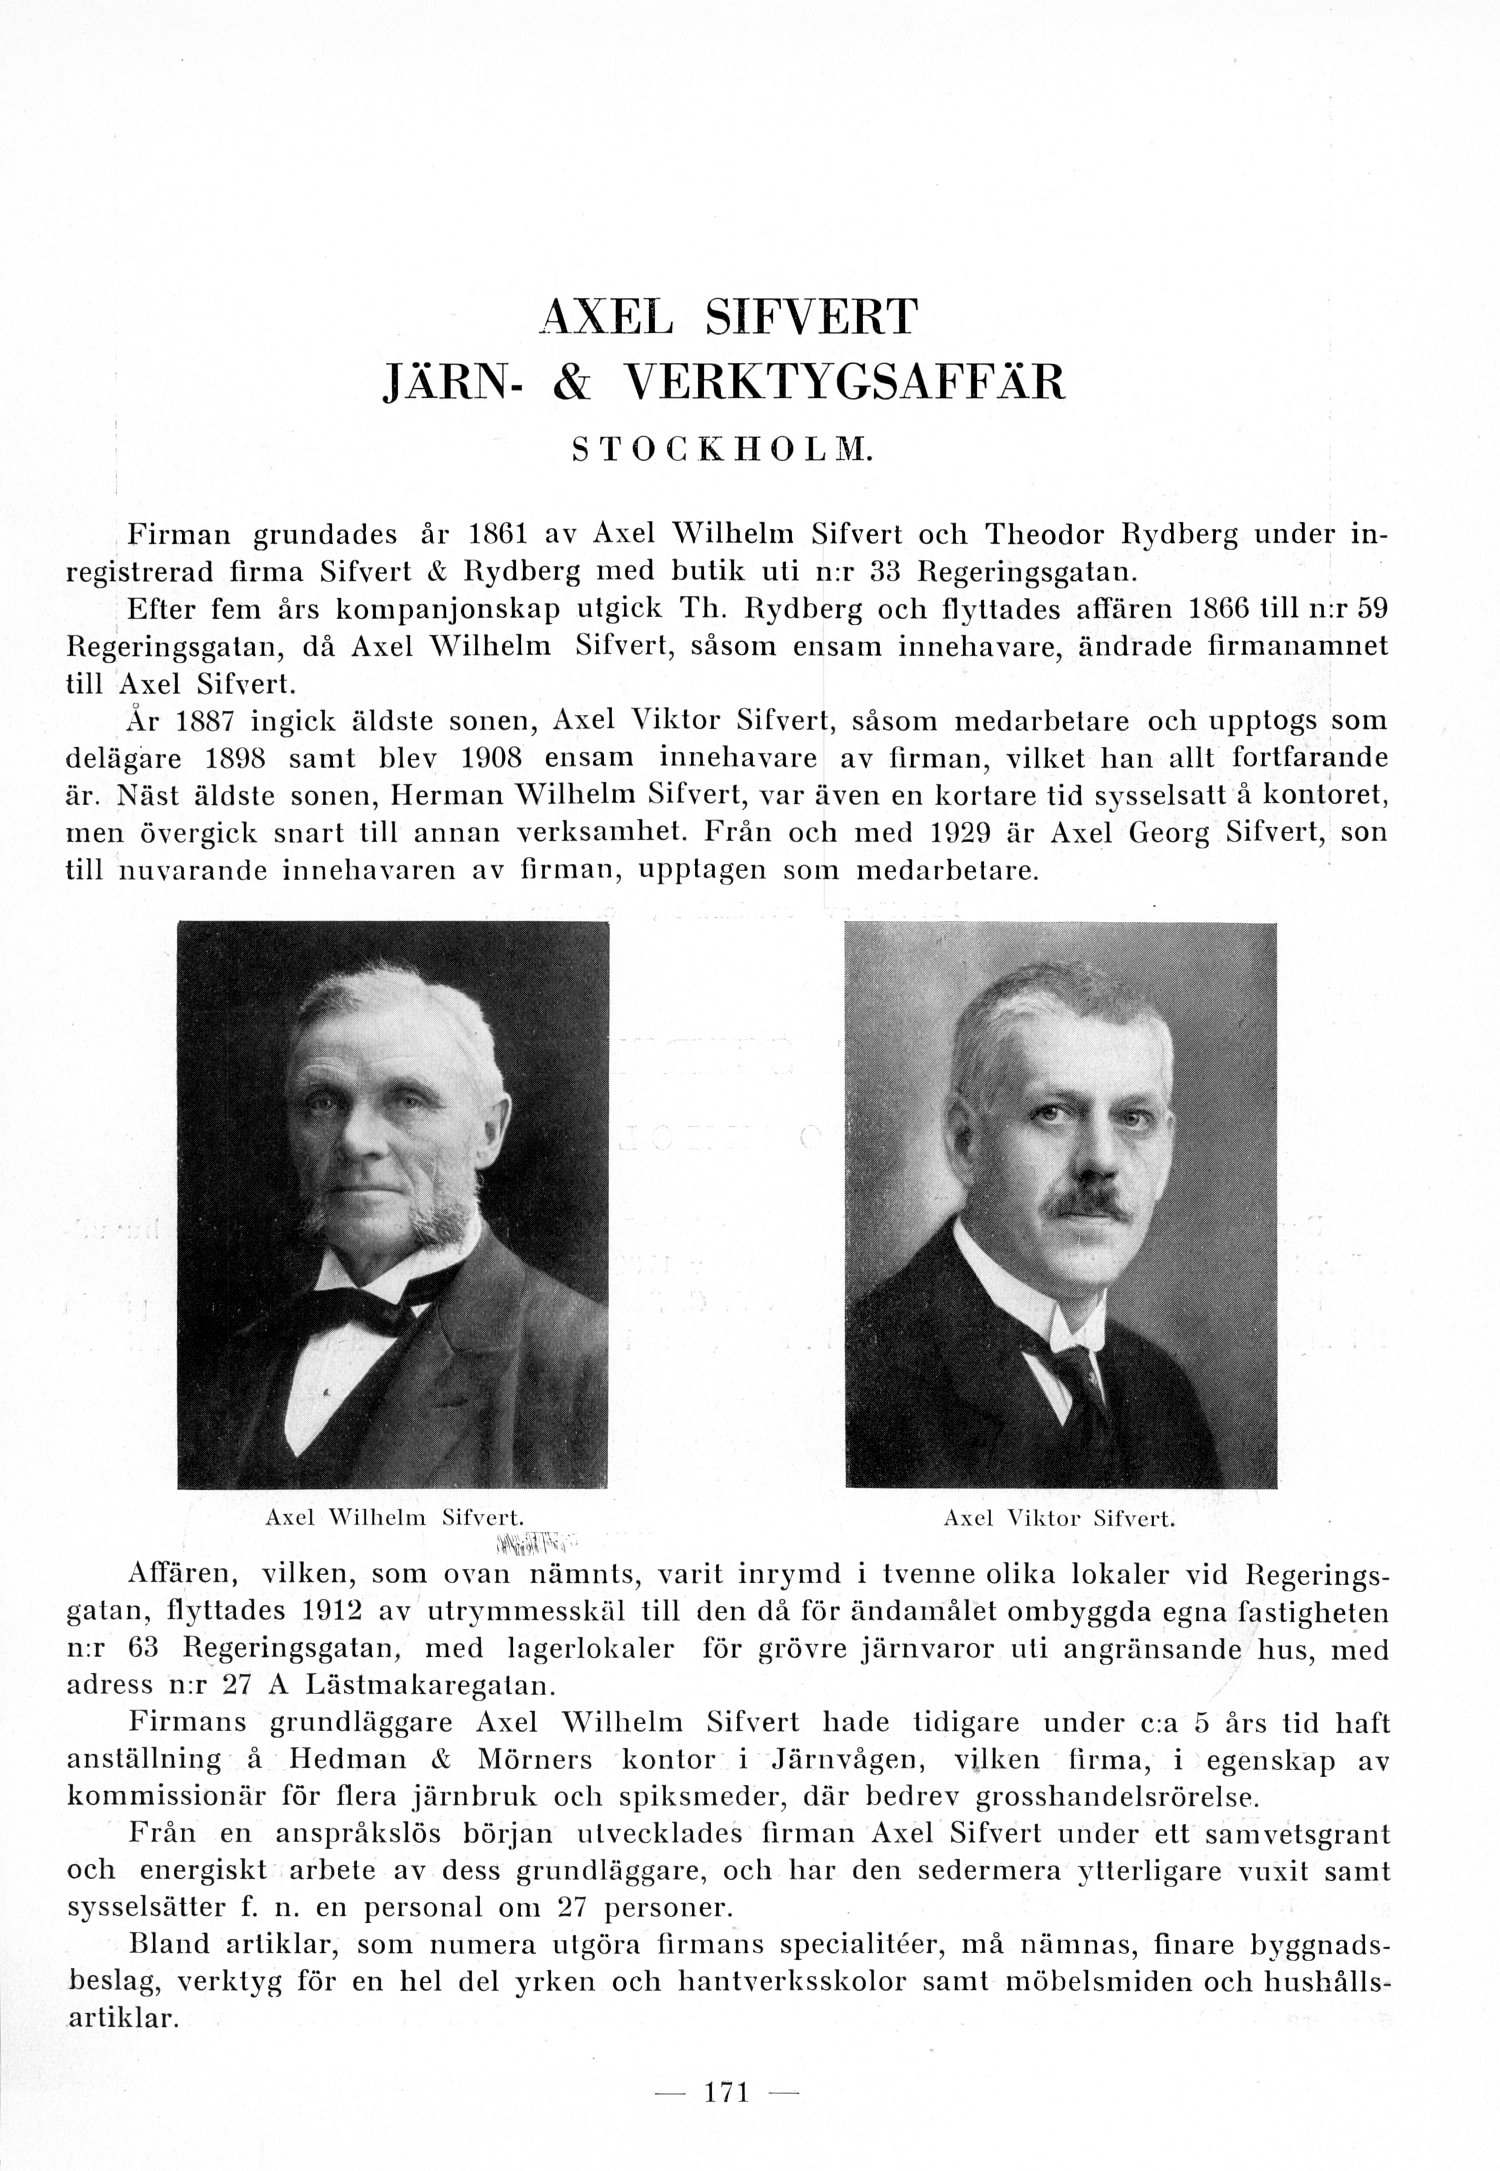 AXEL SIFVERT
JÄRN- & VERKTYGSAFFÄR
STOCKHOLM.
Firman grundades år 1861 av Axel Wilhelm Sifvert och Theodor Rydberg under in-
registrerad firma Sifvert & Rydberg med butik uti n:r 33 Regeringsgatan.
Efter fem års kompanjonskap utgick Th. Rydberg och flyttades affären 1866 till n:r 59
Regeringsgatan, då Axel Wilhelm Sifvert, såsom ensam innehavare, ändrade firmanamnet
till Axel Sifvert.
År 1887 ingick äldste sonen, Axel Viktor Sifvert, såsom medarbetare och upptogs som
delägare 1898 samt blev 1908 ensam innehavare av firman, vilket han allt fortfarande
är. Näst äldste sonen, Herman Wilhelm Sifvert, var även en kortare tid sysselsatt å kontoret,
men övergick snart till annan verksamhet. Från och med 1929 är Axel Georg Sifvert, son
till nuvarande innehavaren av firman, upptagen som medarbetare.
Axel Wilhelm Sifvert.
Axel Viktor Sifvert.
Affären, vilken, som ovan nämnts, varit inrymd i tvenne olika lokaler vid Regerings-
gatan, flyttades 1912 av utrymmesskäl till den då för ändamålet ombyggda egna fastigheten
n:r 63 Regeringsgatan, med lagerlokaler för grövre järnvaror uti angränsande hus, med
adress n:r 27 A Lästmakaregatan.
Firmans grundläggare Axel Wilhelm Sifvert hade tidigare under c:a 5 års tid haft
anställning å Hedman & Mörners kontor i Järnvågen, vilken firma, i egenskap av
kommissionär för flera järnbruk och spiksmeder, där bedrev grosshandelsrörelse.
Från en anspråkslös början utvecklades firman Axel Sifvert under ett samvetsgrant
och energiskt arbete av dess grundläggare, och har den sedermera ytterligare vuxit samt
sysselsätter f. n. en personal om 27 personer.
Bland artiklar, som numera utgöra firmans specialitéer, må nämnas, finare byggnads-
beslag, verktyg för en hel del yrken och hantverksskolor samt möbelsmiden och hushålls-
artiklar.
— 171 —